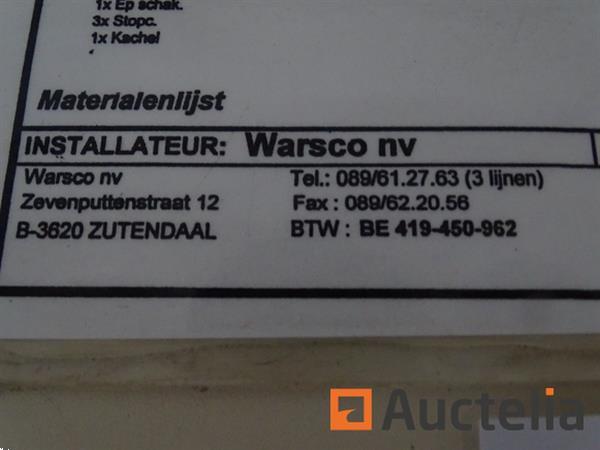 1x Ep schak.
3x Stopc.
1x Kachel
Materialenlijst
INSTALLATEUR: Warsco nv
Warsco nv Tel.: 089/61.27.63 (3 lijnen)
Zevenputtenstraat 12 Fax : 089/62.20.56
B-3620 ZUTENDAAL BTW : BE 419-450-962
Auctelia